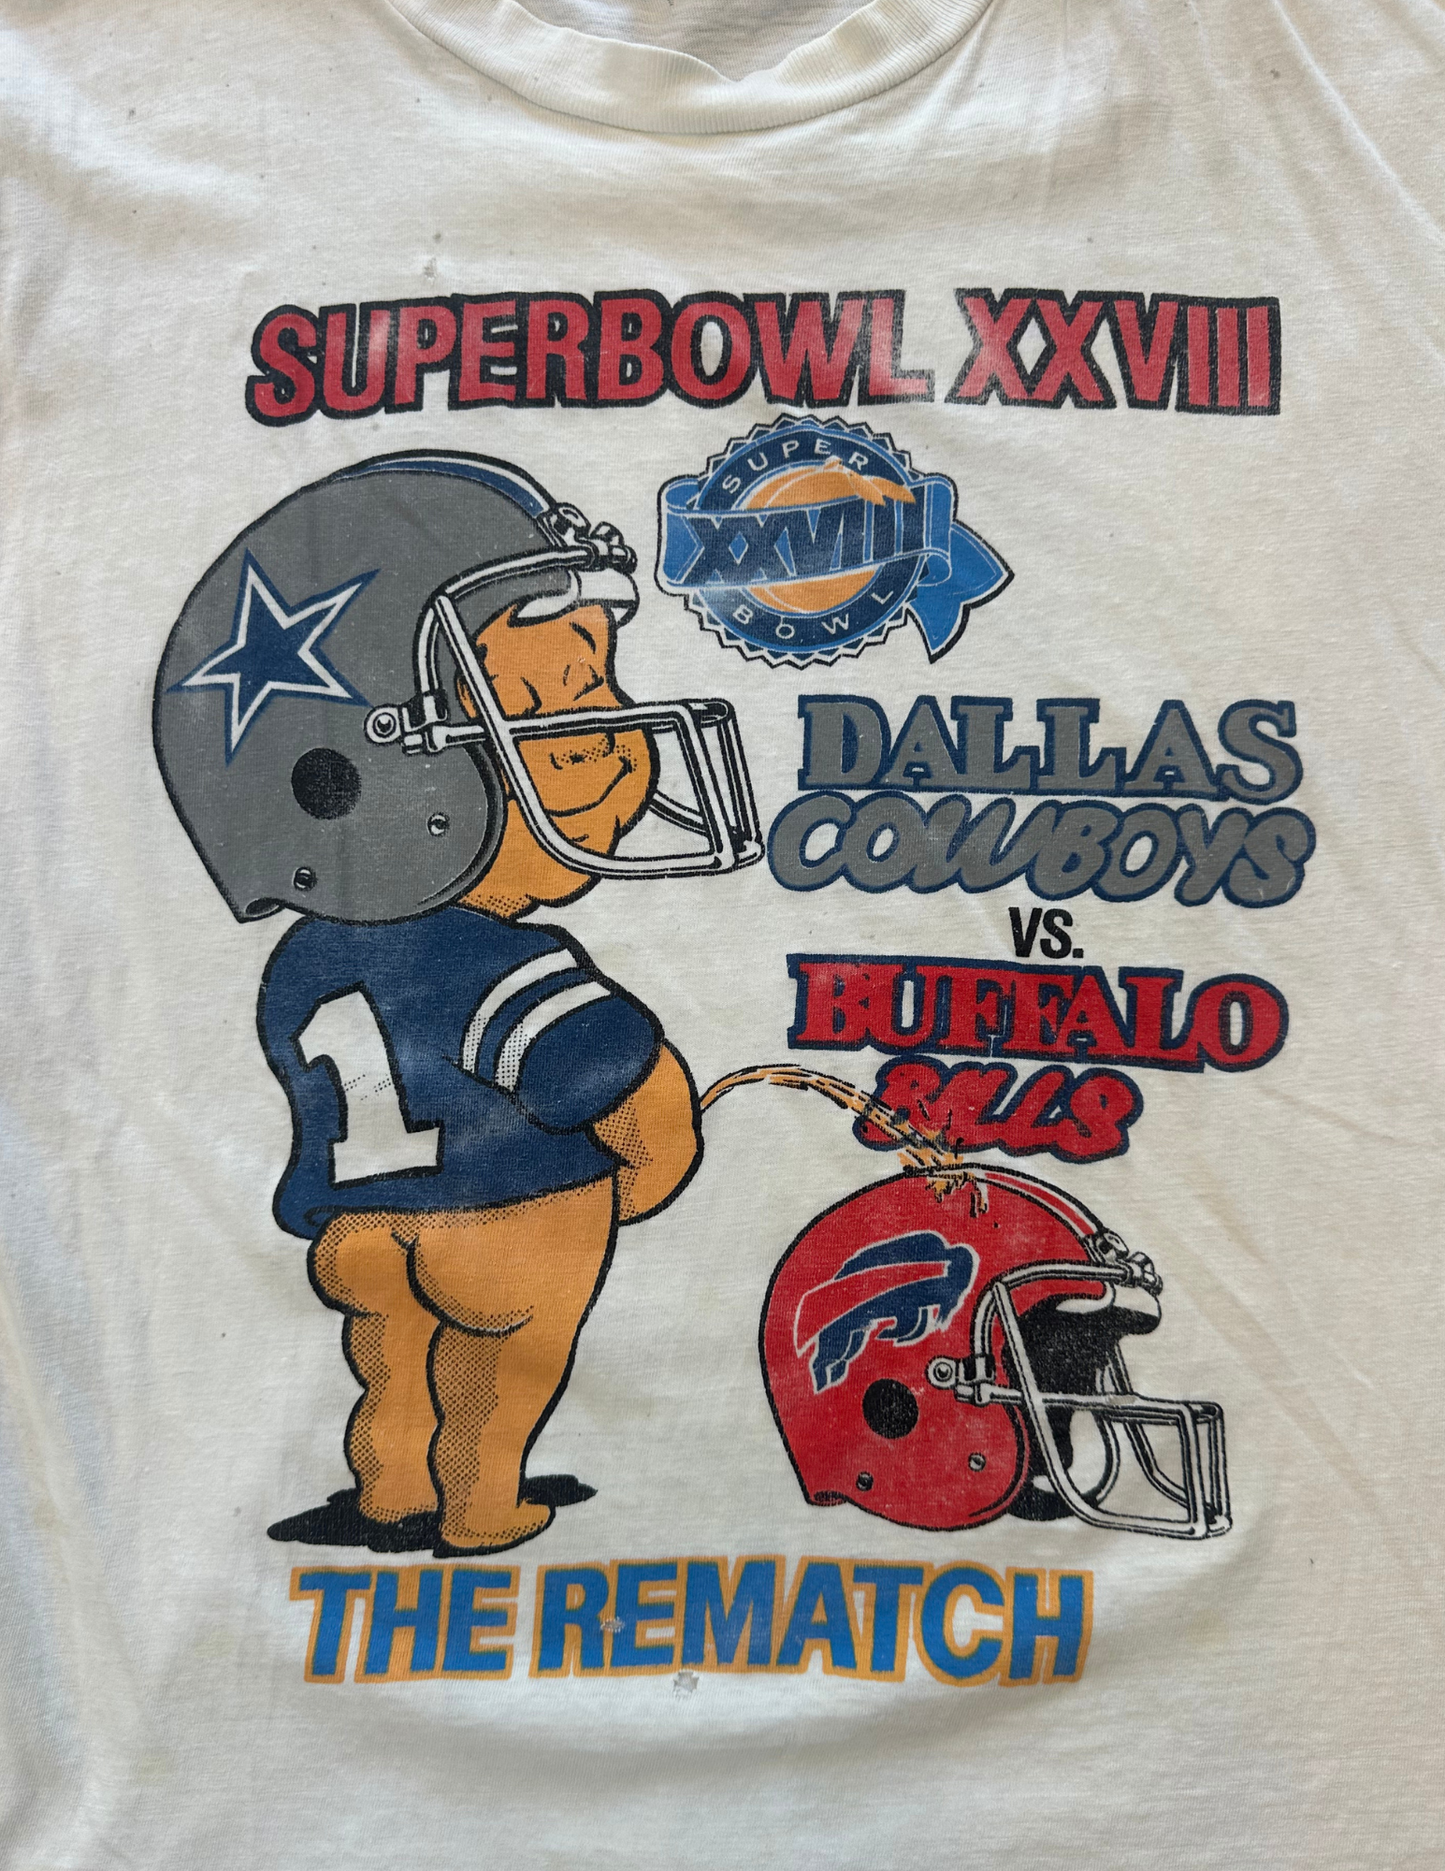 SUPERBOWL XXVIII
SUPER
XXVIII
BOWL
DALLAS
COWBOYS
VS.
BUFFALO
BILLS
1
THE REMATCH